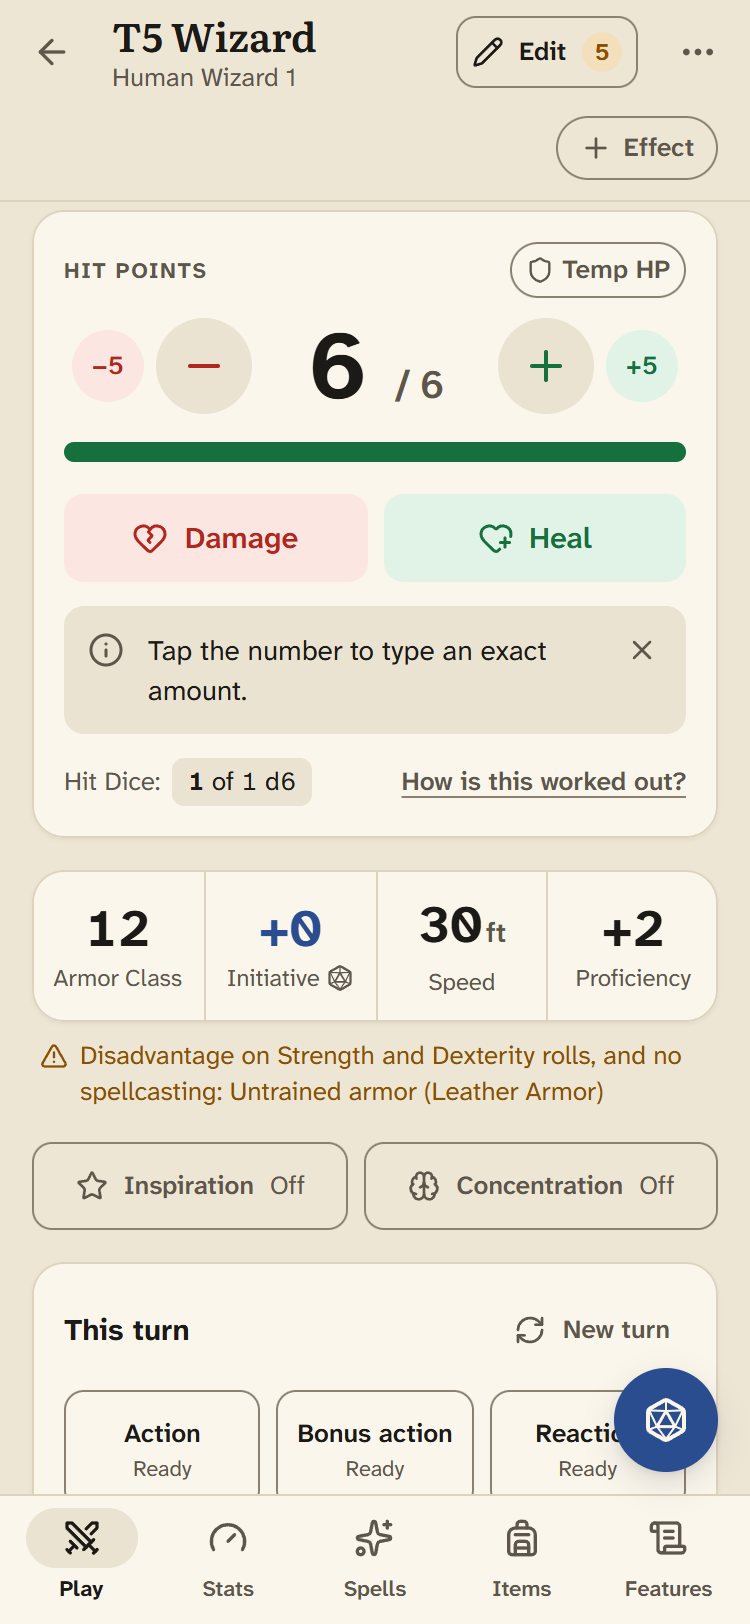 T5 Wizard
Human Wizard 1
Edit 5
Effect
HIT POINTS
Temp HP
−5
6 / 6
+5
Damage
Heal
Tap the number to type an exact
amount.
Hit Dice: 1 of 1 d6
How is this worked out?
12
Armor Class
+0
Initiative
30 ft
Speed
+2
Proficiency
Disadvantage on Strength and Dexterity rolls, and no
spellcasting: Untrained armor (Leather Armor)
Inspiration Off
Concentration Off
This turn
New turn
Action
Ready
Bonus action
Ready
Reactio
Ready
Play
Stats
Spells
Items
Features